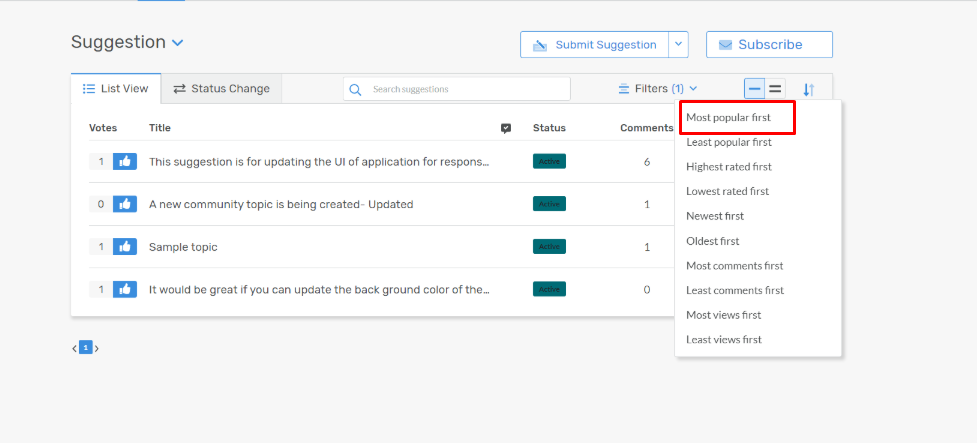 Suggestion
Submit Suggestion
Subscribe
List View
Status Change
Search suggestions
Filters (1)
Votes Title Status Comments
1 This suggestion is for updating the UI of application for respons... Active 6
0 A new community topic is being created- Updated Active 1
1 Sample topic Active 1
1 It would be great if you can update the back ground color of the... Active 0
Most popular first
Least popular first
Highest rated first
Lowest rated first
Newest first
Oldest first
Most comments first
Least comments first
Most views first
Least views first
1